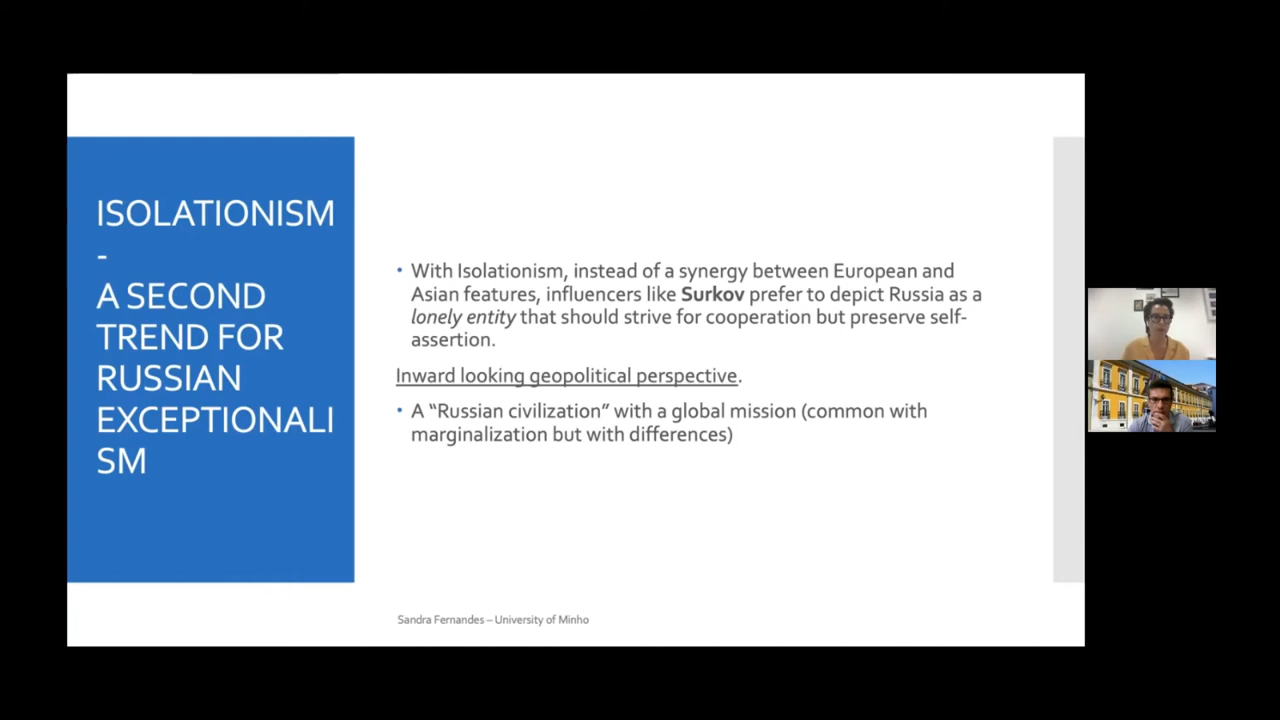 ISOLATIONISM
-
A SECOND
TREND FOR
RUSSIAN
EXCEPTIONALI
SM
• With Isolationism, instead of a synergy between European and
Asian features, influencers like Surkov prefer to depict Russia as a
lonely entity that should strive for cooperation but preserve self-
assertion.
Inward looking geopolitical perspective.
• A “Russian civilization” with a global mission (common with
marginalization but with differences)
Sandra Fernandes – University of Minho